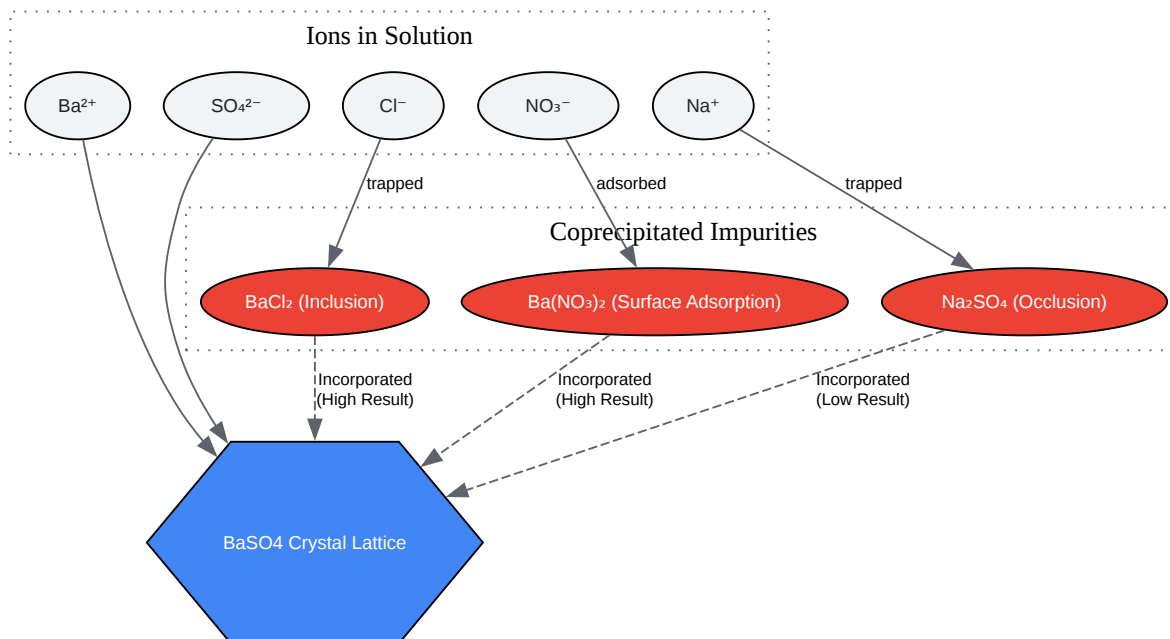 Ions in Solution
Ba²⁺
SO₄²⁻
Cl⁻
NO₃⁻
Na⁺
trapped
adsorbed
trapped
Coprecipitated Impurities
BaCl₂ (Inclusion)
Ba(NO₃)₂ (Surface Adsorption)
Na₂SO₄ (Occlusion)
Incorporated
(High Result)
Incorporated
(High Result)
Incorporated
(Low Result)
BaSO4 Crystal Lattice